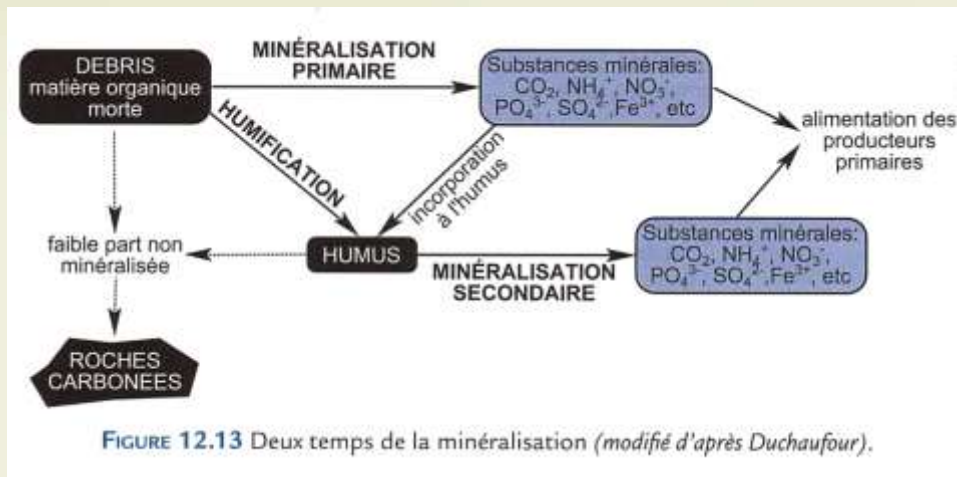 DEBRIS
matière organique
morte
MINÉRALISATION
PRIMAIRE
Substances minérales:
CO₂, NH₄⁺, NO₃⁻,
PO₄³⁻, SO₄²⁻, Fe³⁺, etc
alimentation des
producteurs
primaires
HUMIFICATION
incorporation
à l'humus
faible part non
minéralisée
HUMUS
MINÉRALISATION
SECONDAIRE
Substances minérales:
CO₂, NH₄⁺, NO₃⁻,
PO₄³⁻, SO₄²⁻, Fe³⁺, etc
ROCHES
CARBONEES
FIGURE 12.13 Deux temps de la minéralisation (modifié d'après Duchaufour).